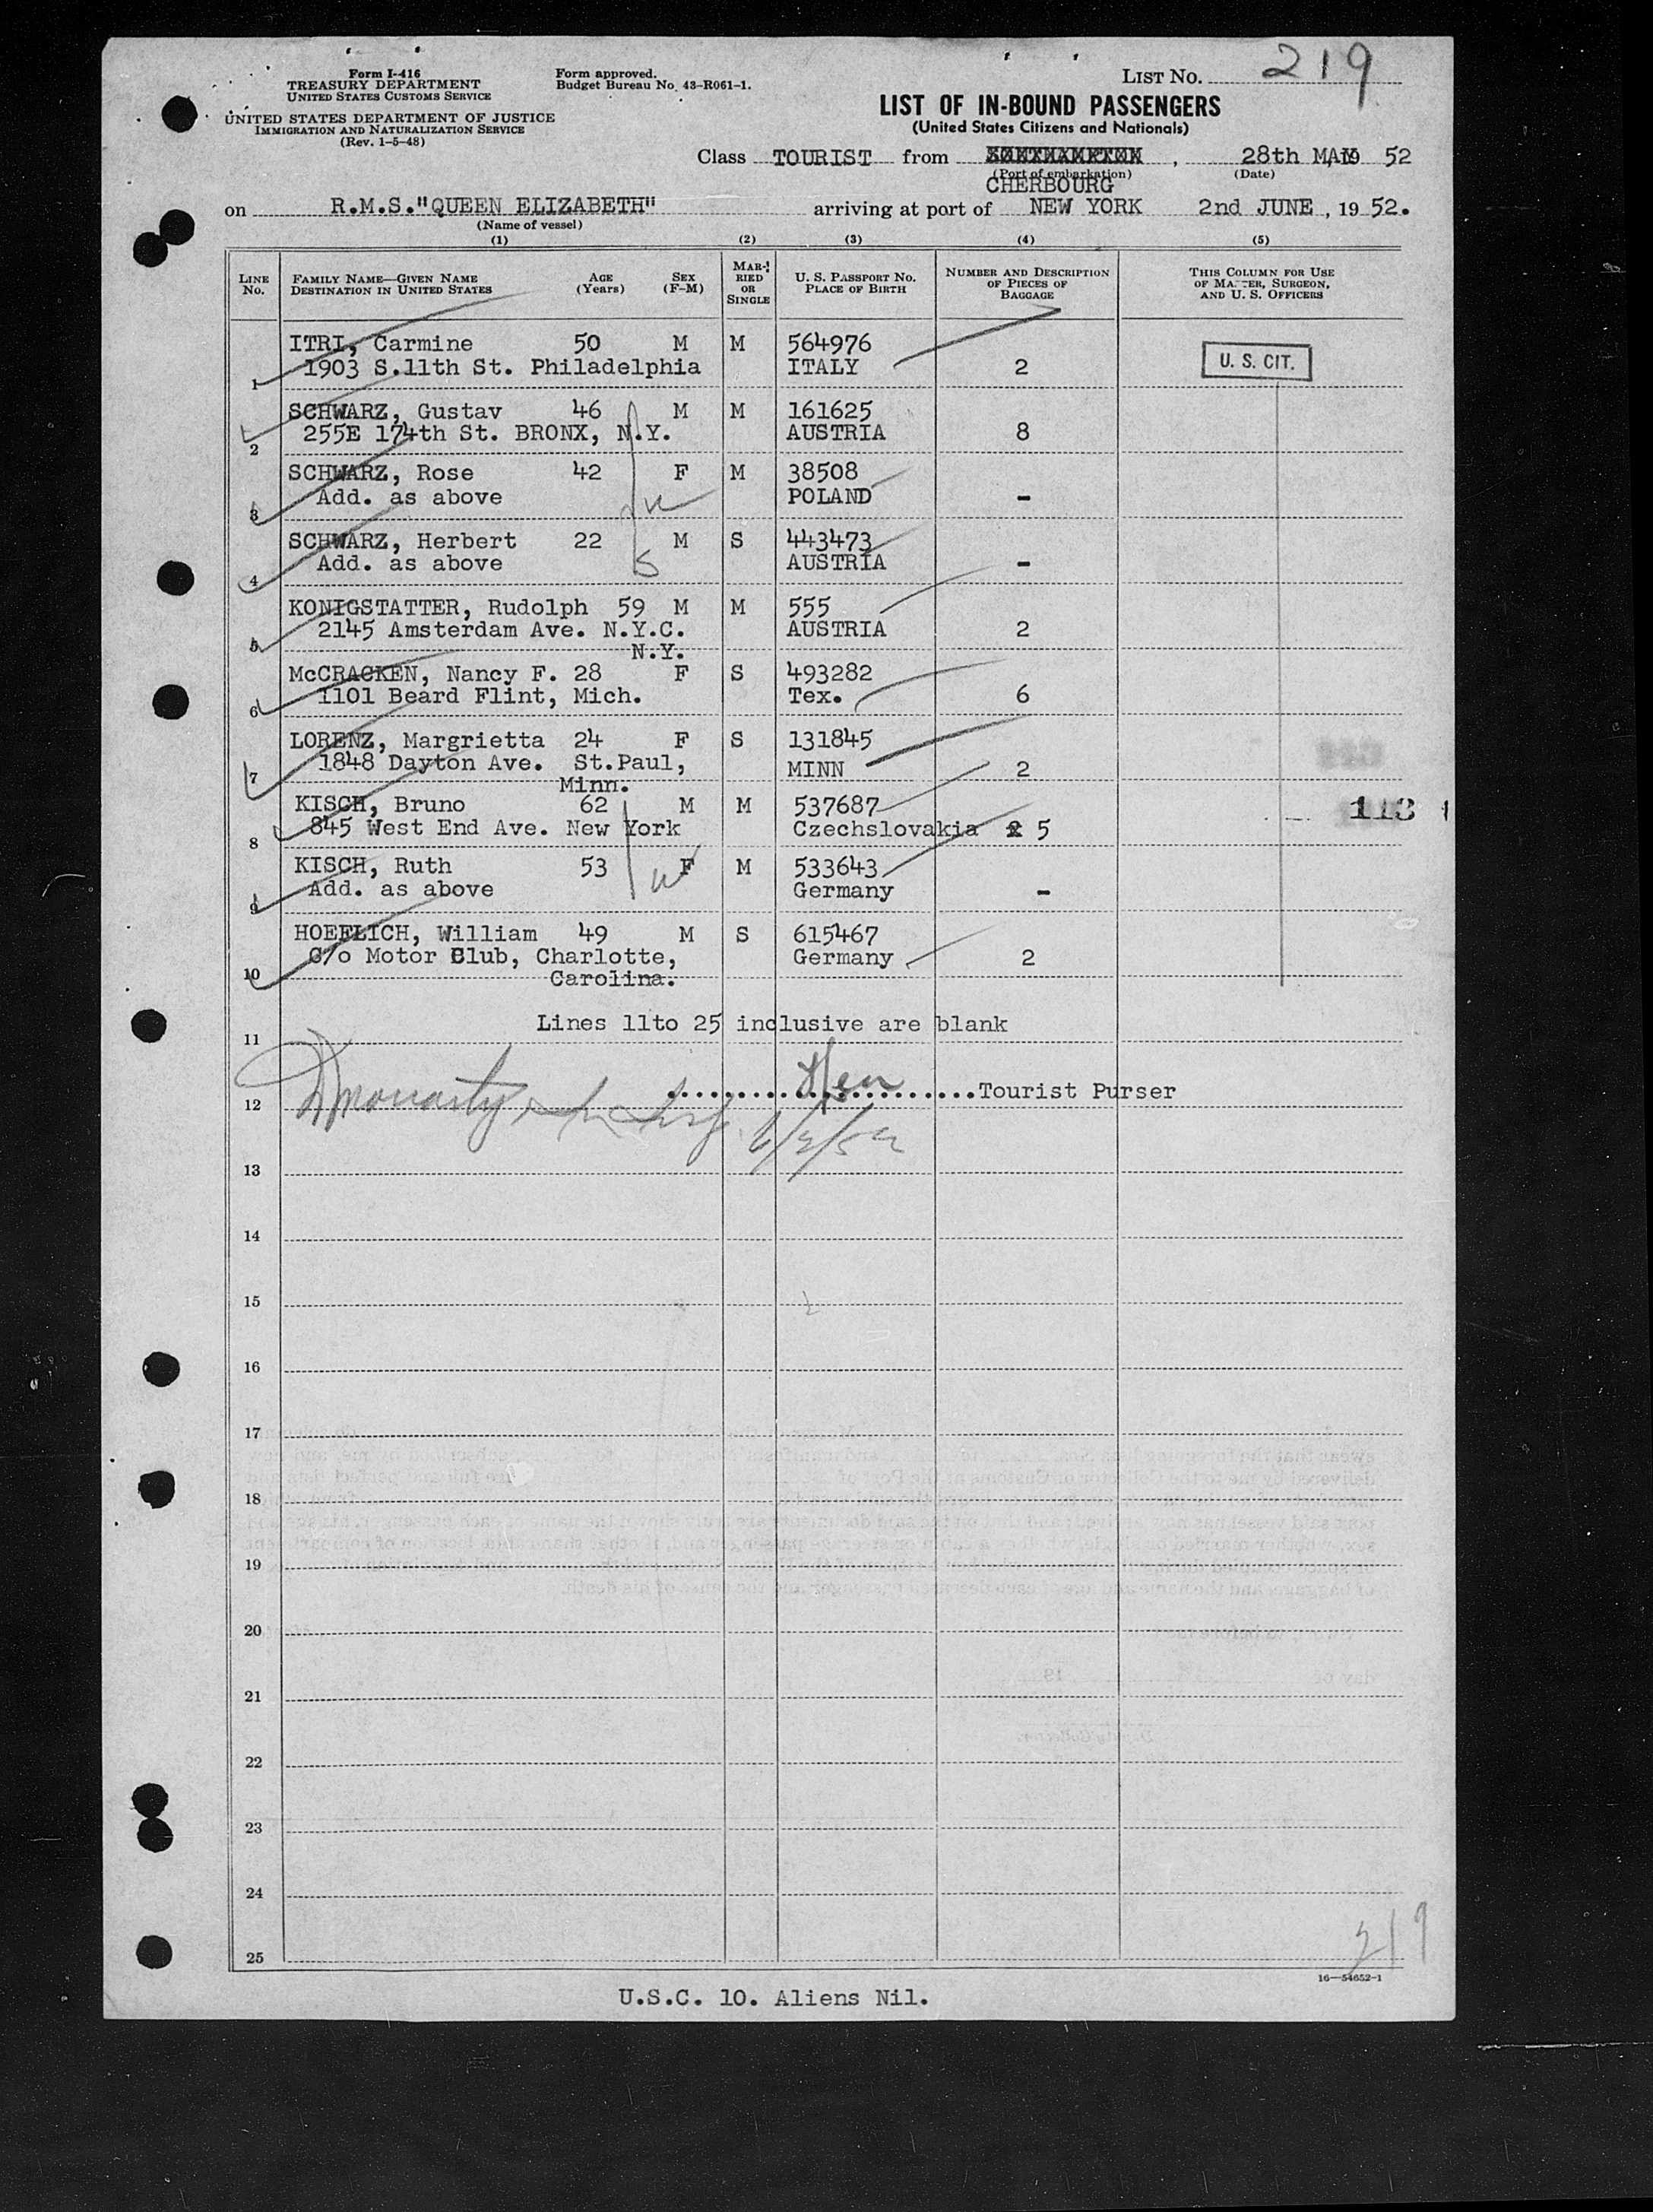 Form I-416
TREASURY DEPARTMENT
UNITED STATES CUSTOMS SERVICE
UNITED STATES DEPARTMENT OF JUSTICE
IMMIGRATION AND NATURALIZATION SERVICE
(Rev. 1-5-48)
Form approved.
Budget Bureau No. 43-R061-1.
LIST NO. 219
LIST OF IN-BOUND PASSENGERS
(United States Citizens and Nationals)
Class TOURIST from SOUTHAMPTON, 28th MAY 19 52
(Port of embarkation) (Date)
CHERBOURG
on R.M.S."QUEEN ELIZABETH" arriving at port of NEW YORK 2nd JUNE, 19 52.
(Name of vessel)
(1) (2) (3) (4) (5)
LINE NO. FAMILY NAME—GIVEN NAME DESTINATION IN UNITED STATES AGE (Years) SEX (F-M) MARRIED OR SINGLE U. S. PASSPORT NO. PLACE OF BIRTH NUMBER AND DESCRIPTION OF PIECES OF BAGGAGE THIS COLUMN FOR USE OF MASTER, SURGEON, AND U. S. OFFICERS
ITRI, Carmine 50 M M 564976
1 1903 S.11th St. Philadelphia ITALY 2 U. S. CIT.
SCHWARZ, Gustav 46 M M 161625
2 255E 174th St. BRONX, N.Y. AUSTRIA 8
SCHWARZ, Rose 42 F M 38508
3 Add. as above POLAND -
SCHWARZ, Herbert 22 M S 443473
4 Add. as above AUSTRIA -
KONIGSTATTER, Rudolph 59 M M 555
5 2145 Amsterdam Ave. N.Y.C. AUSTRIA 2
N.Y.
McCRACKEN, Nancy F. 28 F S 493282
6 1101 Beard Flint, Mich. Tex. 6
LORENZ, Margrietta 24 F S 131845
7 1848 Dayton Ave. St.Paul, MINN 2
Minn.
KISCH, Bruno 62 M M 537687 113
8 845 West End Ave. New York Czechslovakia 5
KISCH, Ruth 53 F M 533643
9 Add. as above Germany -
HOEFLICH, William 49 M S 615467
10 C/o Motor Club, Charlotte, Germany 2
Carolina.
Lines 11to 25 inclusive are blank
11
12 Tourist Purser
6/2/52
13
14
15
16
17
18
19
20
21
22
23
24
25
219
16—54652-1
U.S.C. 10. Aliens Nil.